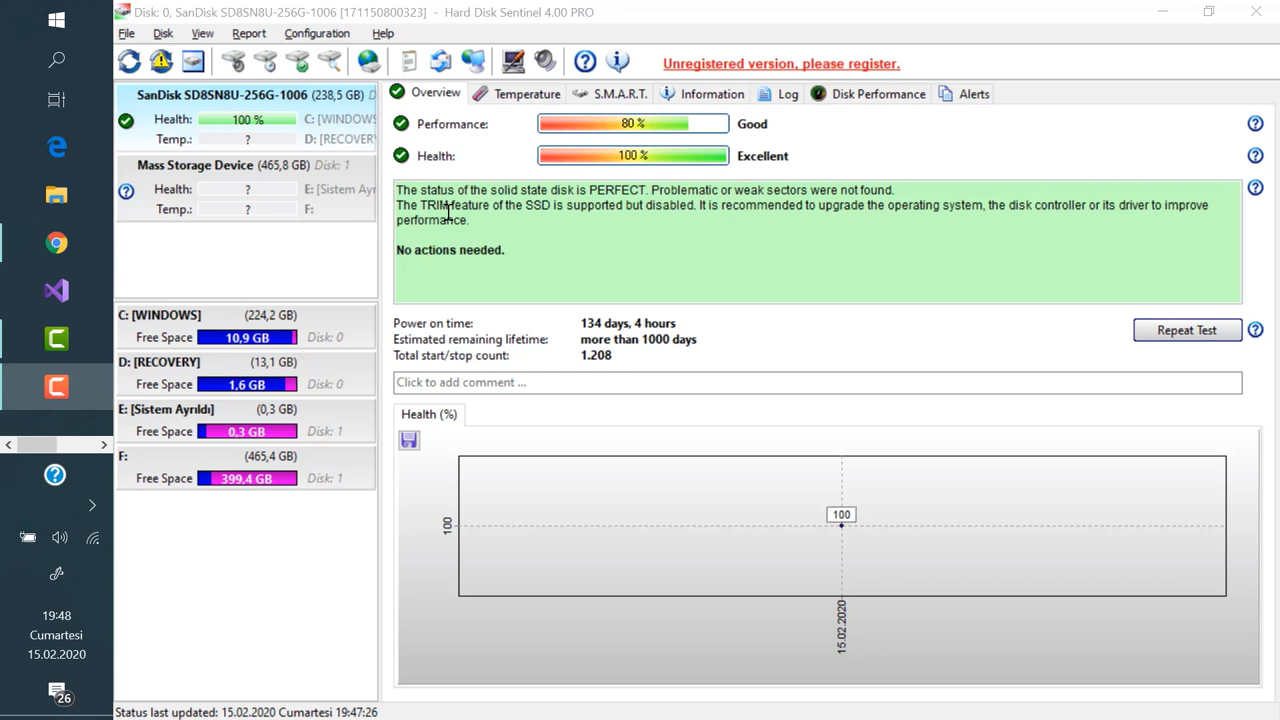 Disk: 0, SanDisk SD8SN8U-256G-1006 [171150800323] - Hard Disk Sentinel 4.00 PRO
File Disk View Report Configuration Help
Unregistered version, please register.
SanDisk SD8SN8U-256G-1006 (238,5 GB) D
Health: 100 % C: [WINDOWS
Temp.: ? D: [RECOVERY
Mass Storage Device (465,8 GB) Disk: 1
Health: ? E: [Sistem Ayr
Temp.: ? F:
C: [WINDOWS] (224,2 GB)
Free Space 10,9 GB Disk: 0
D: [RECOVERY] (13,1 GB)
Free Space 1,6 GB Disk: 0
E: [Sistem Ayrıldı] (0,3 GB)
Free Space 0,3 GB Disk: 1
F: (465,4 GB)
Free Space 399,4 GB Disk: 1
Overview Temperature S.M.A.R.T. Information Log Disk Performance Alerts
Performance: 80 % Good
Health: 100 % Excellent
The status of the solid state disk is PERFECT. Problematic or weak sectors were not found.
The TRIM feature of the SSD is supported but disabled. It is recommended to upgrade the operating system, the disk controller or its driver to improve
performance.
No actions needed.
Power on time: 134 days, 4 hours
Estimated remaining lifetime: more than 1000 days
Total start/stop count: 1.208
Repeat Test
Click to add comment ...
Health (%)
100
100
15.02.2020
19:48
Cumartesi
15.02.2020
26
Status last updated: 15.02.2020 Cumartesi 19:47:26